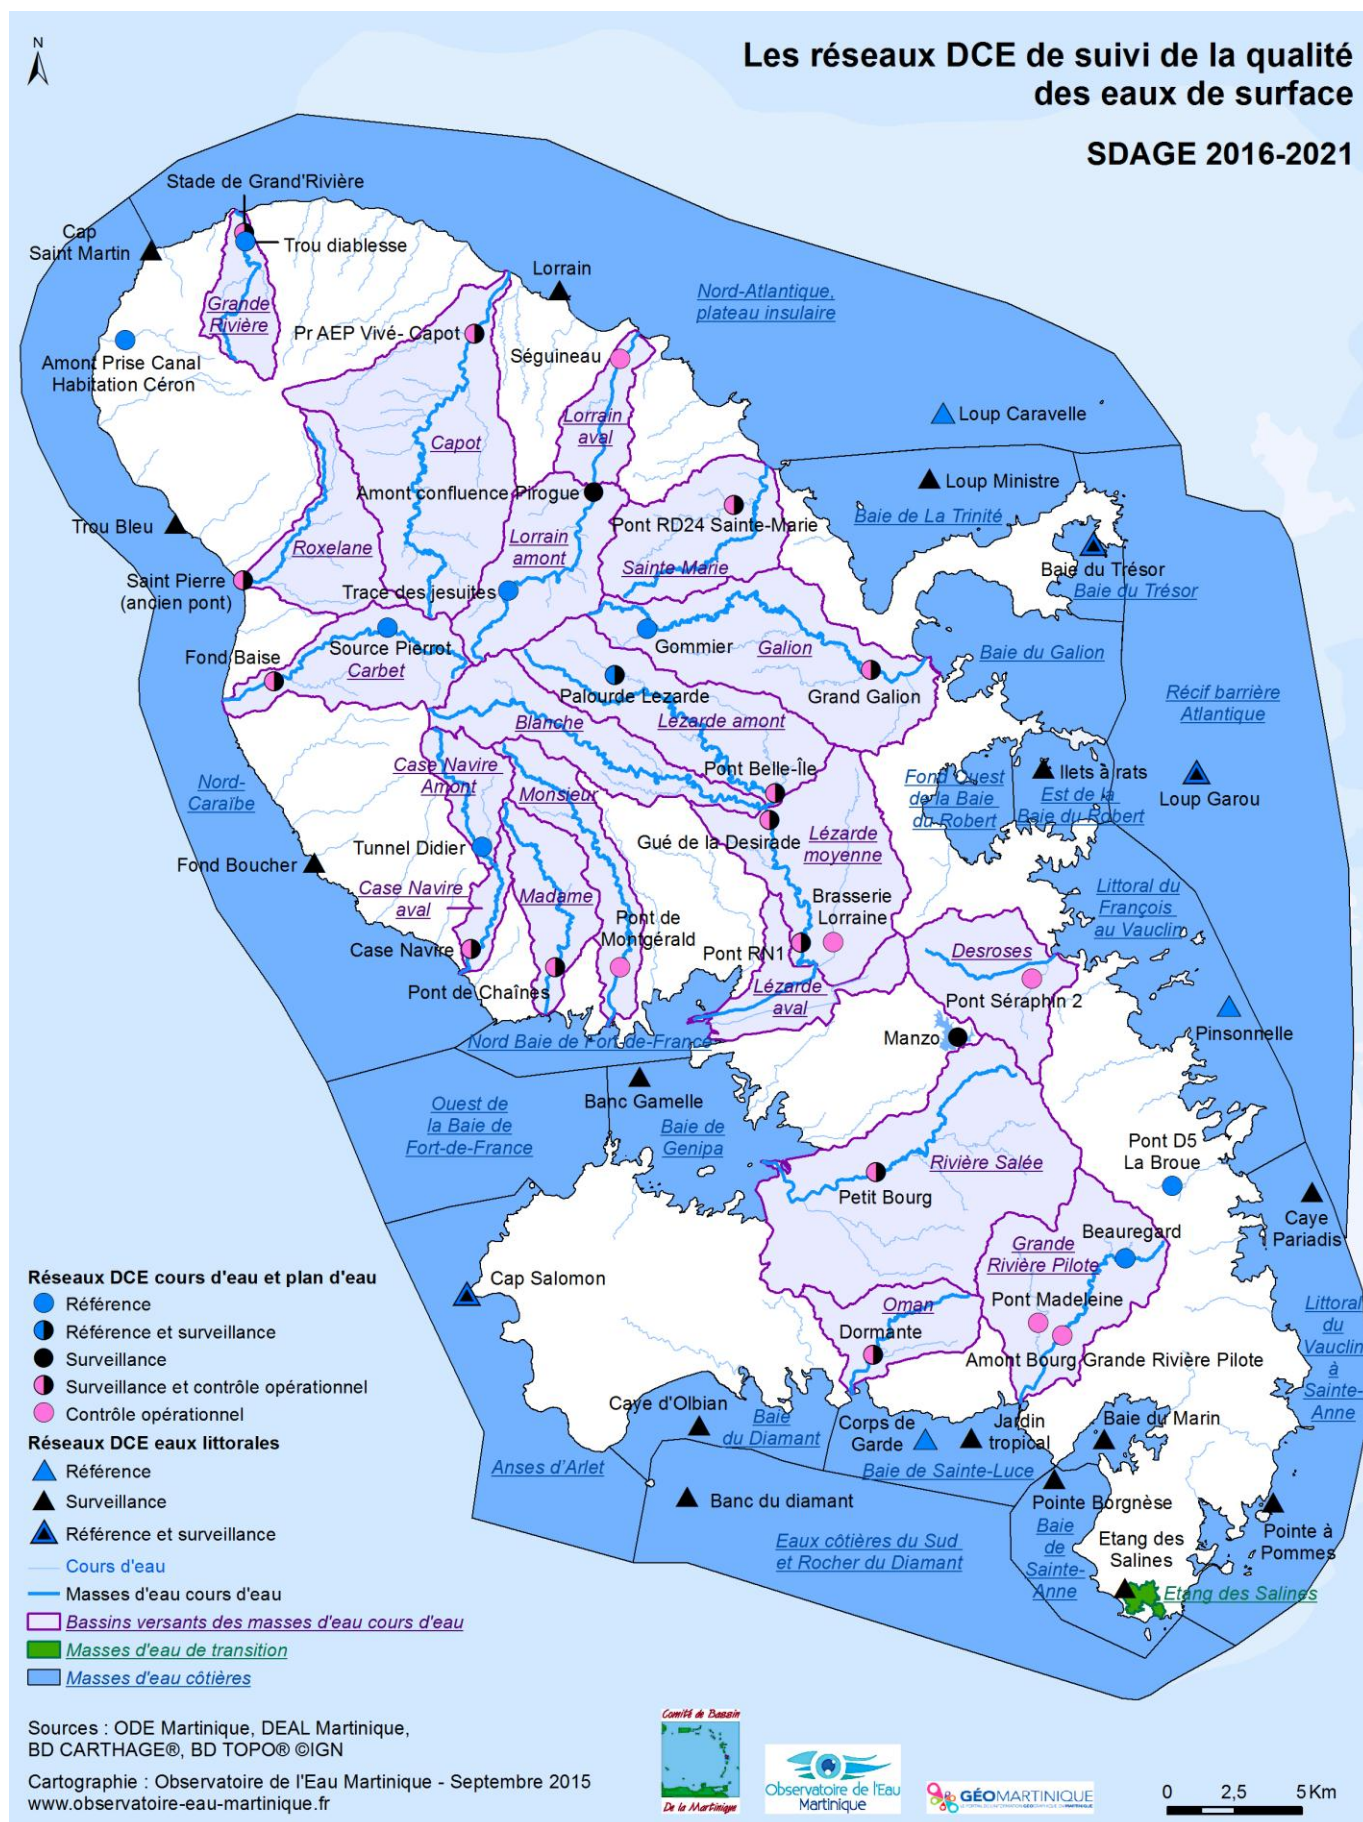 N
Les réseaux DCE de suivi de la qualité
des eaux de surface
SDAGE 2016-2021
Stade de Grand'Rivière
Cap
Saint Martin
Trou diablesse
Lorrain
Nord-Atlantique,
plateau insulaire
Grande
Rivière
Pr AEP Vivé- Capot
Séguineau
Amont Prise Canal
Habitation Céron
Loup Caravelle
Lorrain
aval
Capot
Loup Ministre
Amont confluence Pirogue
Baie de La Trinité
Pont RD24 Sainte-Marie
Trou Bleu
Roxelane
Lorrain
amont
Sainte Marie
Baie du Trésor
Baie du Trésor
Saint Pierre
(ancien pont)
Trace des jesuites
Fond Baise
Source Pierrot
Carbet
Gommier
Galion
Baie du Galion
Palourde Lezarde
Grand Galion
Récif barrière
Atlantique
Blanche
Lézarde amont
Nord-
Caraïbe
Case Navire
Amont
Monsieur
Pont Belle-Île
Fond Ouest
de la Baie
du Robert
Ilets à rats
Est de la
Baie du Robert
Loup Garou
Gué de la Desirade
Lézarde
moyenne
Tunnel Didier
Fond Boucher
Case Navire
aval
Madame
Brasserie
Lorraine
Littoral du
François
au Vauclin
Pont de
Montgérald
Case Navire
Pont RN1
Desroses
Pont de Chaînes
Lézarde
aval
Pont Séraphin 2
Manzo
Pinsonnelle
Nord Baie de Fort-de-France
Banc Gamelle
Ouest de
la Baie de
Fort-de-France
Baie de
Genipa
Pont D5
La Broue
Rivière Salée
Petit Bourg
Caye
Pariadis
Beauregard
Grande
Rivière Pilote
Cap Salomon
Oman
Pont Madeleine
Dormante
Amont Bourg Grande Rivière Pilote
Littoral
du
Vauclin
à
Sainte-
Anne
Caye d'Olbian
Baie
du Diamant
Corps de
Garde
Jardin
tropical
Baie du Marin
Anses d'Arlet
Baie de Sainte-Luce
Banc du diamant
Pointe Borgnèse
Baie
de
Sainte-
Anne
Etang des
Salines
Pointe à
Pommes
Eaux côtières du Sud
et Rocher du Diamant
Etang des Salines
Réseaux DCE cours d'eau et plan d'eau
Référence
Référence et surveillance
Surveillance
Surveillance et contrôle opérationnel
Contrôle opérationnel
Réseaux DCE eaux littorales
Référence
Surveillance
Référence et surveillance
Cours d'eau
Masses d'eau cours d'eau
Bassins versants des masses d'eau cours d'eau
Masses d'eau de transition
Masses d'eau côtières
Sources : ODE Martinique, DEAL Martinique,
BD CARTHAGE®, BD TOPO® ©IGN
Cartographie : Observatoire de l'Eau Martinique - Septembre 2015
www.observatoire-eau-martinique.fr
Comité de Bassin
De la Martinique
Observatoire de l'Eau
Martinique
GÉOMARTINIQUE
0 2,5 5 Km